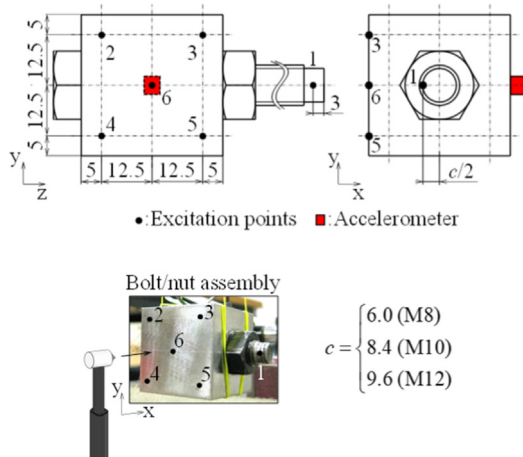 5
12.5
12.5
5
2
3
6
4
5
1
3
5
12.5
12.5
5
y
z
3
6
5
1
c/2
y
x
●:Excitation points ■:Accelerometer
Bolt/nut assembly
2
3
6
4
5
1
y
x
c = { 6.0 (M8)
8.4 (M10)
9.6 (M12)